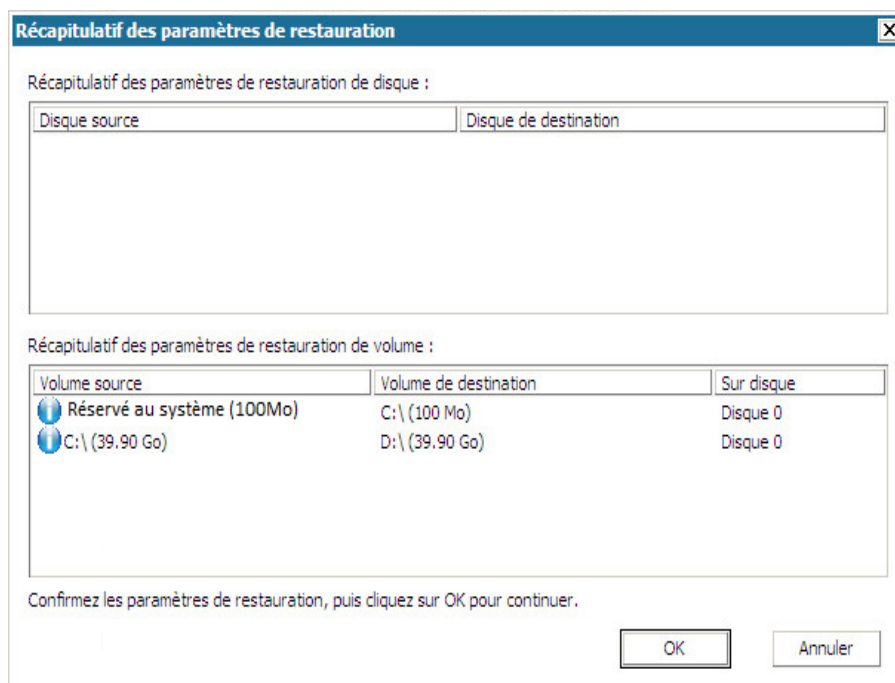 Récapitulatif des paramètres de restauration
Récapitulatif des paramètres de restauration de disque :
Disque source Disque de destination
Récapitulatif des paramètres de restauration de volume :
Volume source Volume de destination Sur disque
Réservé au système (100Mo) C:\ (100 Mo) Disque 0
C:\ (39.90 Go) D:\ (39.90 Go) Disque 0
Confirmez les paramètres de restauration, puis cliquez sur OK pour continuer.
OK Annuler